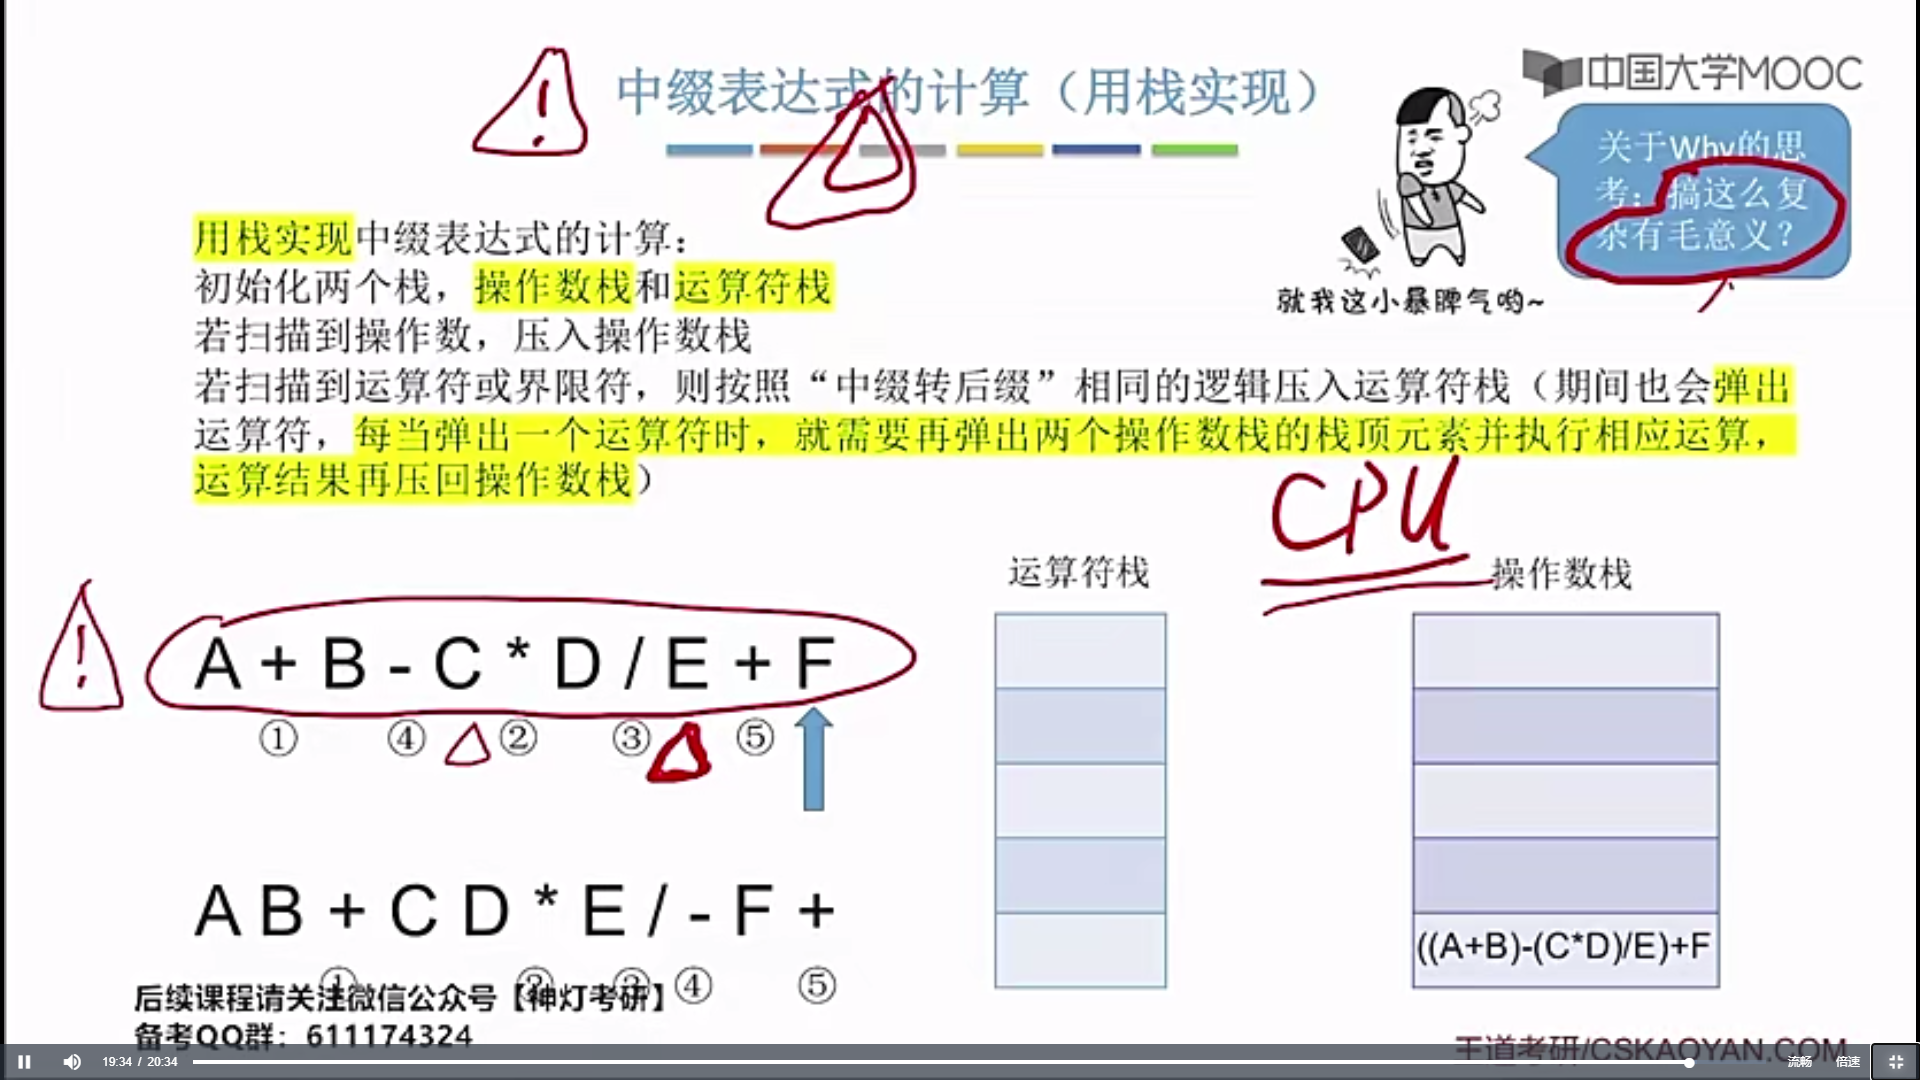 中缀表达式的计算（用栈实现）
中国大学MOOC
关于Why的思
考：搞这么复
杂有毛意义？
就我这小暴脾气哟~
用栈实现中缀表达式的计算：
初始化两个栈，操作数栈和运算符栈
若扫描到操作数，压入操作数栈
若扫描到运算符或界限符，则按照“中缀转后缀”相同的逻辑压入运算符栈（期间也会弹出
运算符，每当弹出一个运算符时，就需要再弹出两个操作数栈的栈顶元素并执行相应运算，
运算结果再压回操作数栈）
CPU
运算符栈
操作数栈
!
!
A + B - C * D / E + F
① ④ ② ③ ⑤
A B + C D * E / - F +
① ② ③ ④ ⑤
((A+B)-(C*D)/E)+F
后续课程请关注微信公众号【神灯考研】
备考QQ群：611174324
王道考研/CSKAOYAN.COM
19:34 / 20:34
流畅
倍速